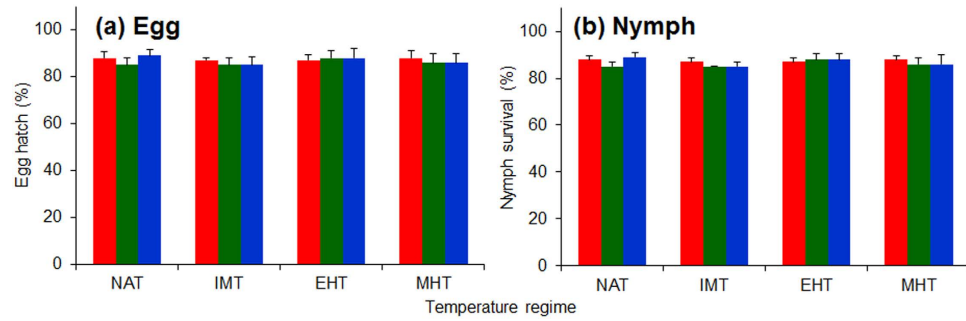 (a) Egg
Egg hatch (%)
100
80
60
40
20
0
NAT IMT EHT MHT
(b) Nymph
Nymph survival (%)
100
80
60
40
20
0
NAT IMT EHT MHT
Temperature regime